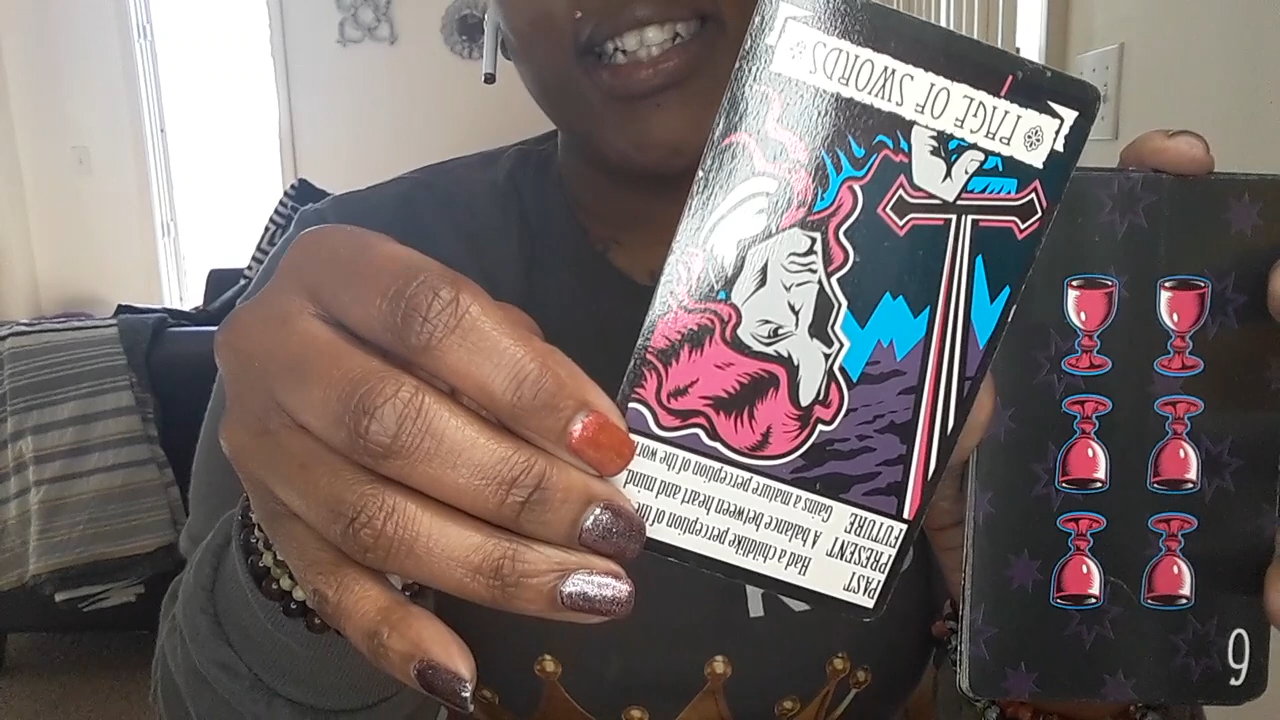 PAST Had a childlike perception of the
PRESENT A balance between heart and mind
FUTURE Gains a mature perception of the
PAGE OF SWORDS
6